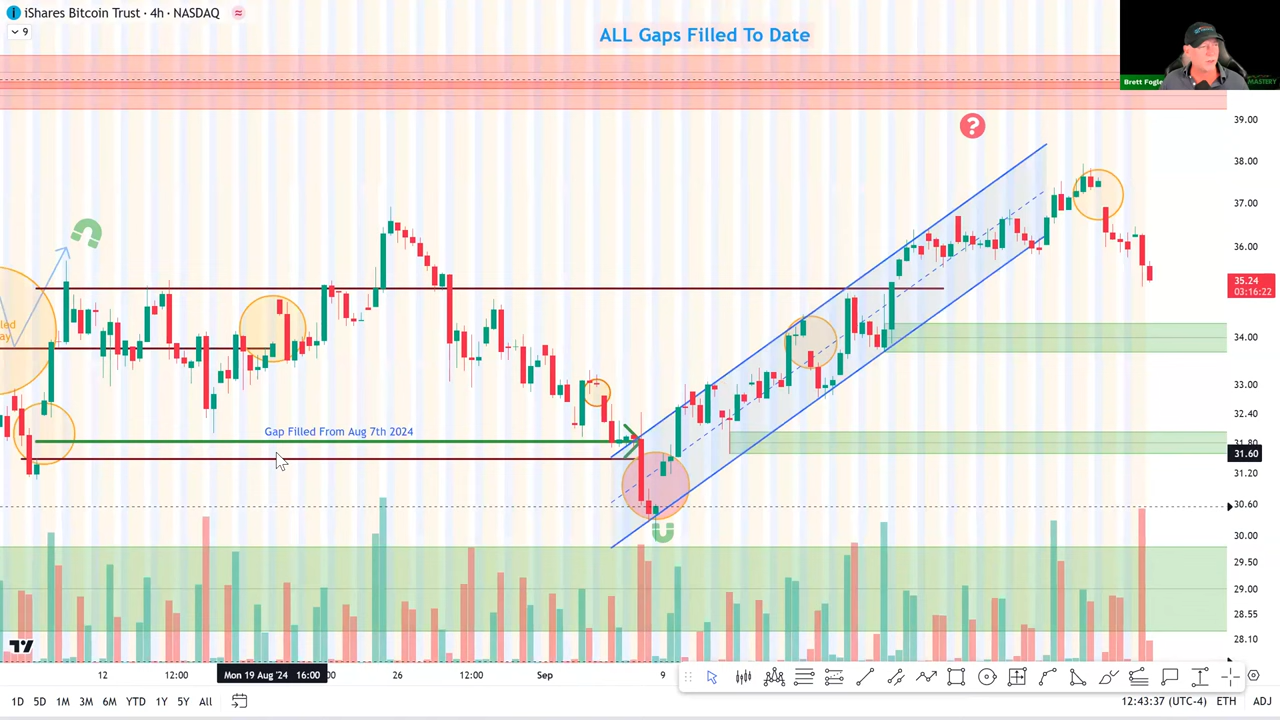 iShares Bitcoin Trust · 4h · NASDAQ
9
ALL Gaps Filled To Date
Brett Fogle
MASTERY
39.00
38.00
37.00
36.00
35.24
03:16:22
34.00
33.00
32.40
31.80
31.60
31.20
30.60
30.00
29.50
29.00
28.55
28.10
?
Gap Filled From Aug 7th 2024
12
12:00
Mon 19 Aug '24 16:00
26
12:00
Sep
9
1D 5D 1M 3M 6M YTD 1Y 5Y All
12:43:37 (UTC-4) ETH ADJ